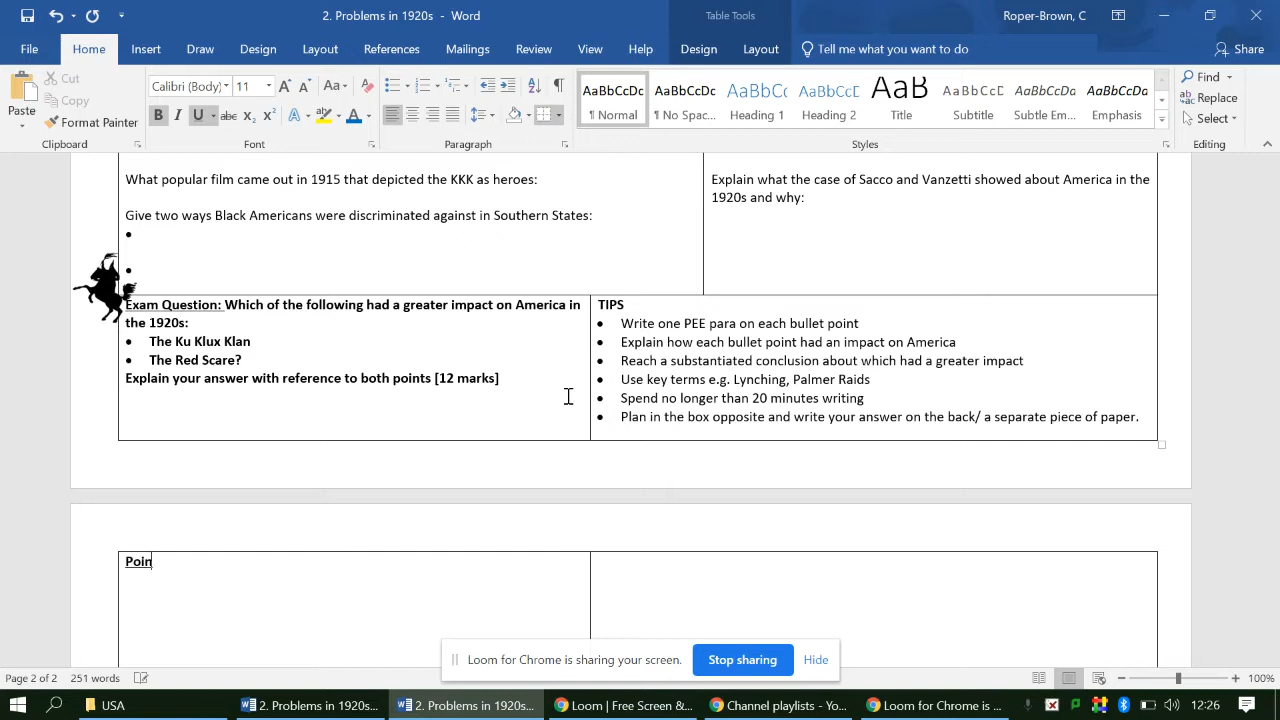 2. Problems in 1920s - Word
Table Tools
Roper-Brown, C
File Home Insert Draw Design Layout References Mailings Review View Help Design Layout Tell me what you want to do Share
Paste
Cut
Copy
Format Painter
Clipboard
Calibri (Body) 11
Font
Paragraph
AaBbCcDc AaBbCcDc AaBbCc AaBbCc AaB AaBbCcD AaBbCcDa AaBbCcDa
¶ Normal ¶ No Spac... Heading 1 Heading 2 Title Subtitle Subtle Em... Emphasis
Styles
Find
Replace
Select
Editing
What popular film came out in 1915 that depicted the KKK as heroes:
Give two ways Black Americans were discriminated against in Southern States:
Explain what the case of Sacco and Vanzetti showed about America in the
1920s and why:
Exam Question: Which of the following had a greater impact on America in
the 1920s:
• The Ku Klux Klan
• The Red Scare?
Explain your answer with reference to both points [12 marks]
TIPS
• Write one PEE para on each bullet point
• Explain how each bullet point had an impact on America
• Reach a substantiated conclusion about which had a greater impact
• Use key terms e.g. Lynching, Palmer Raids
• Spend no longer than 20 minutes writing
• Plan in the box opposite and write your answer on the back/ a separate piece of paper.
Poin
Loom for Chrome is sharing your screen. Stop sharing Hide
Page 2 of 2 251 words
100%
USA
2. Problems in 1920s...
2. Problems in 1920s...
Loom | Free Screen &...
Channel playlists - Yo...
Loom for Chrome is ...
12:26